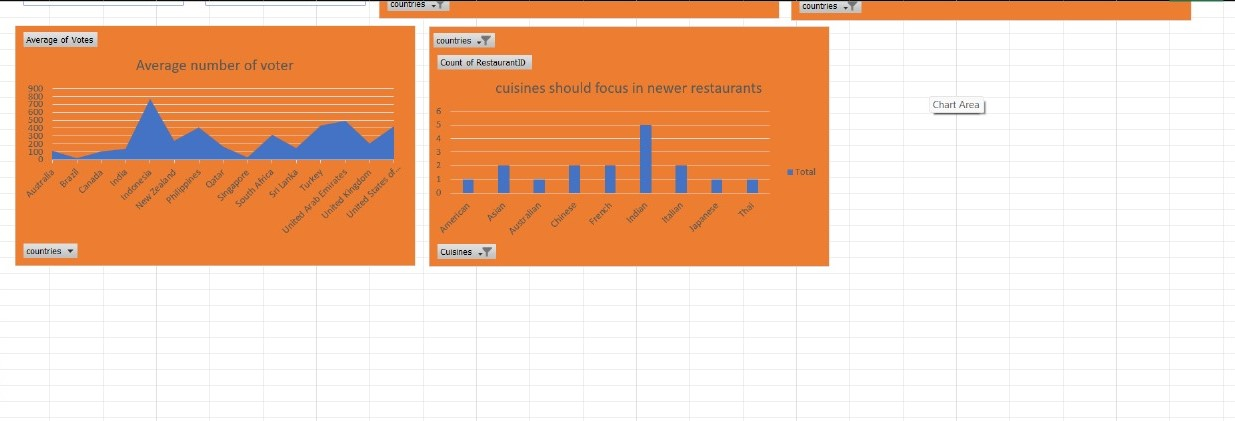 countries
countries
Average of Votes
Average number of voter
900
800
700
600
500
400
300
200
100
0
Australia
Brazil
Canada
India
Indonesia
New Zealand
Philippines
Qatar
Singapore
South Africa
Sri Lanka
Turkey
United Arab Emirates
United Kingdom
United States of...
countries
countries
Count of RestaurantID
cuisines should focus in newer restaurants
6
5
4
3
2
1
0
American
Asian
Australian
Chinese
French
Indian
Italian
Japanese
Thai
Total
Cuisines
Chart Area